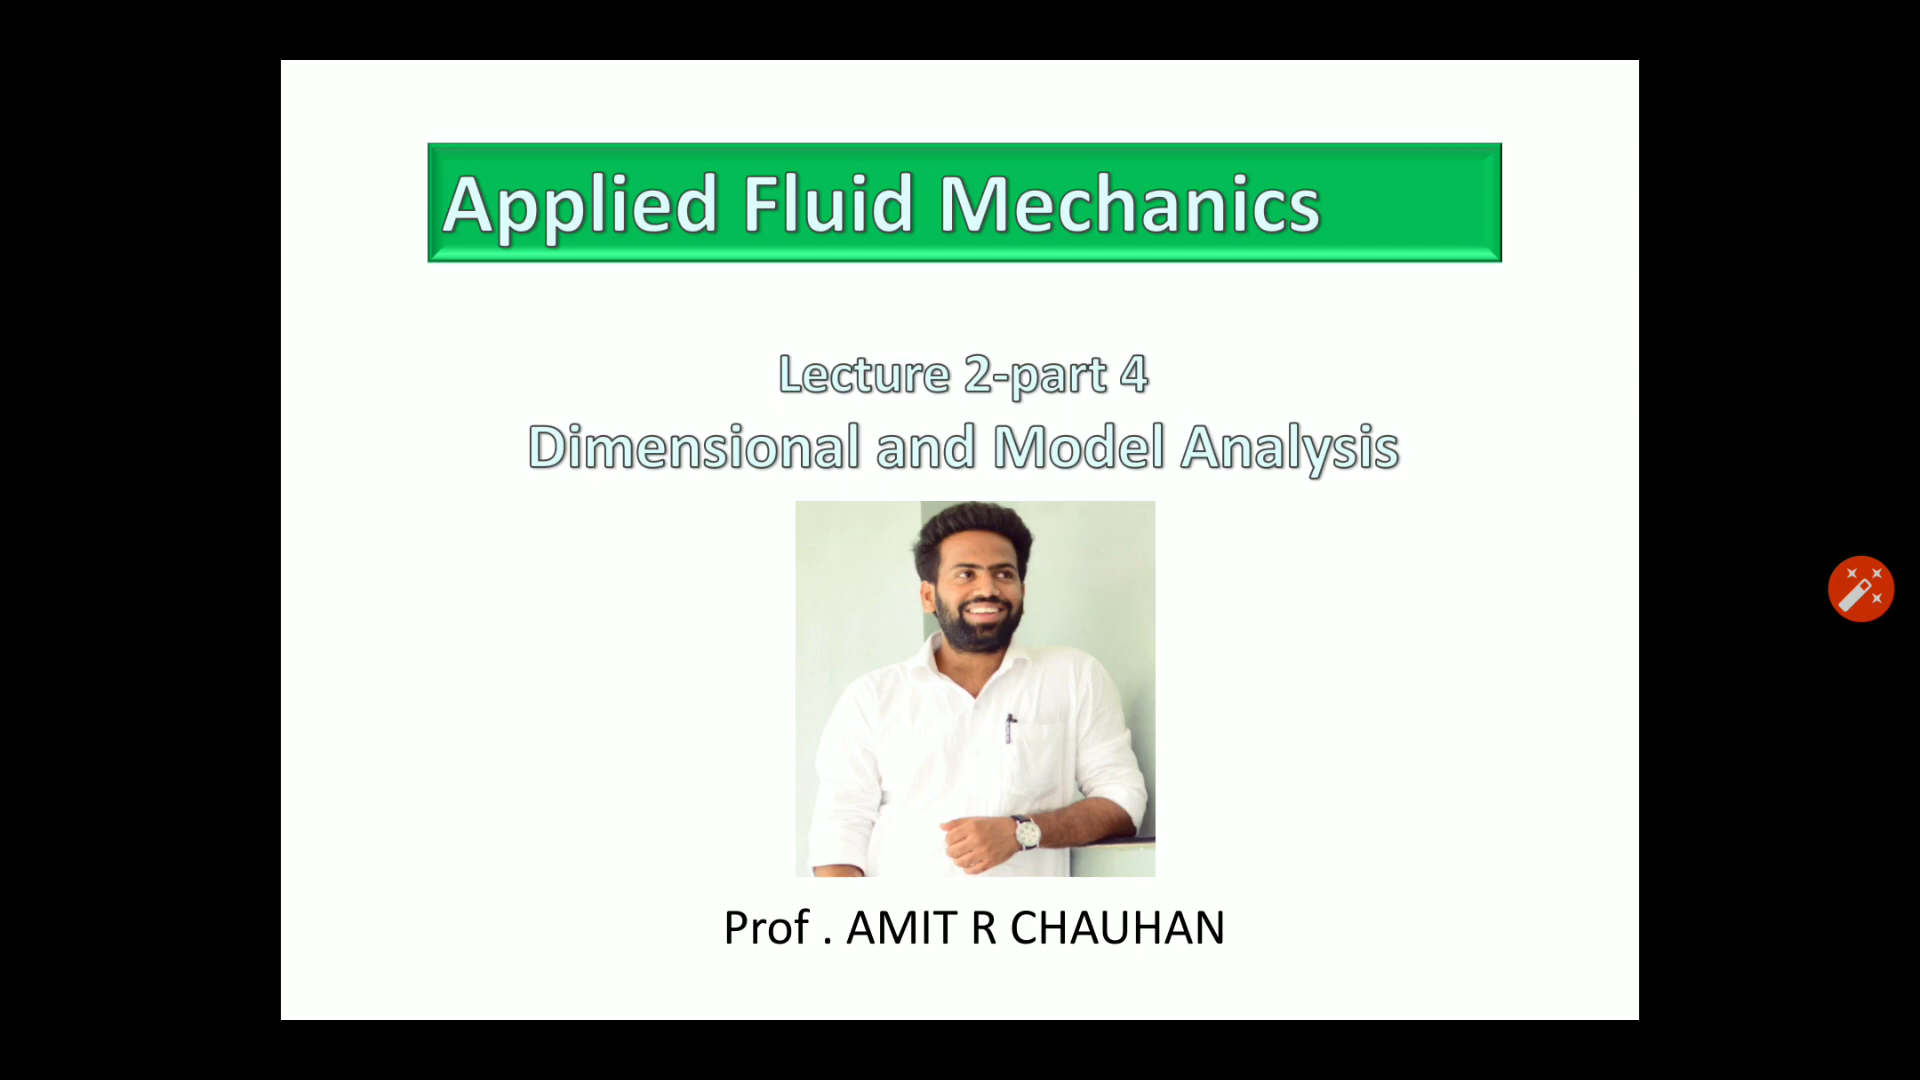 Applied Fluid Mechanics
Lecture 2-part 4
Dimensional and Model Analysis
Prof . AMIT R CHAUHAN